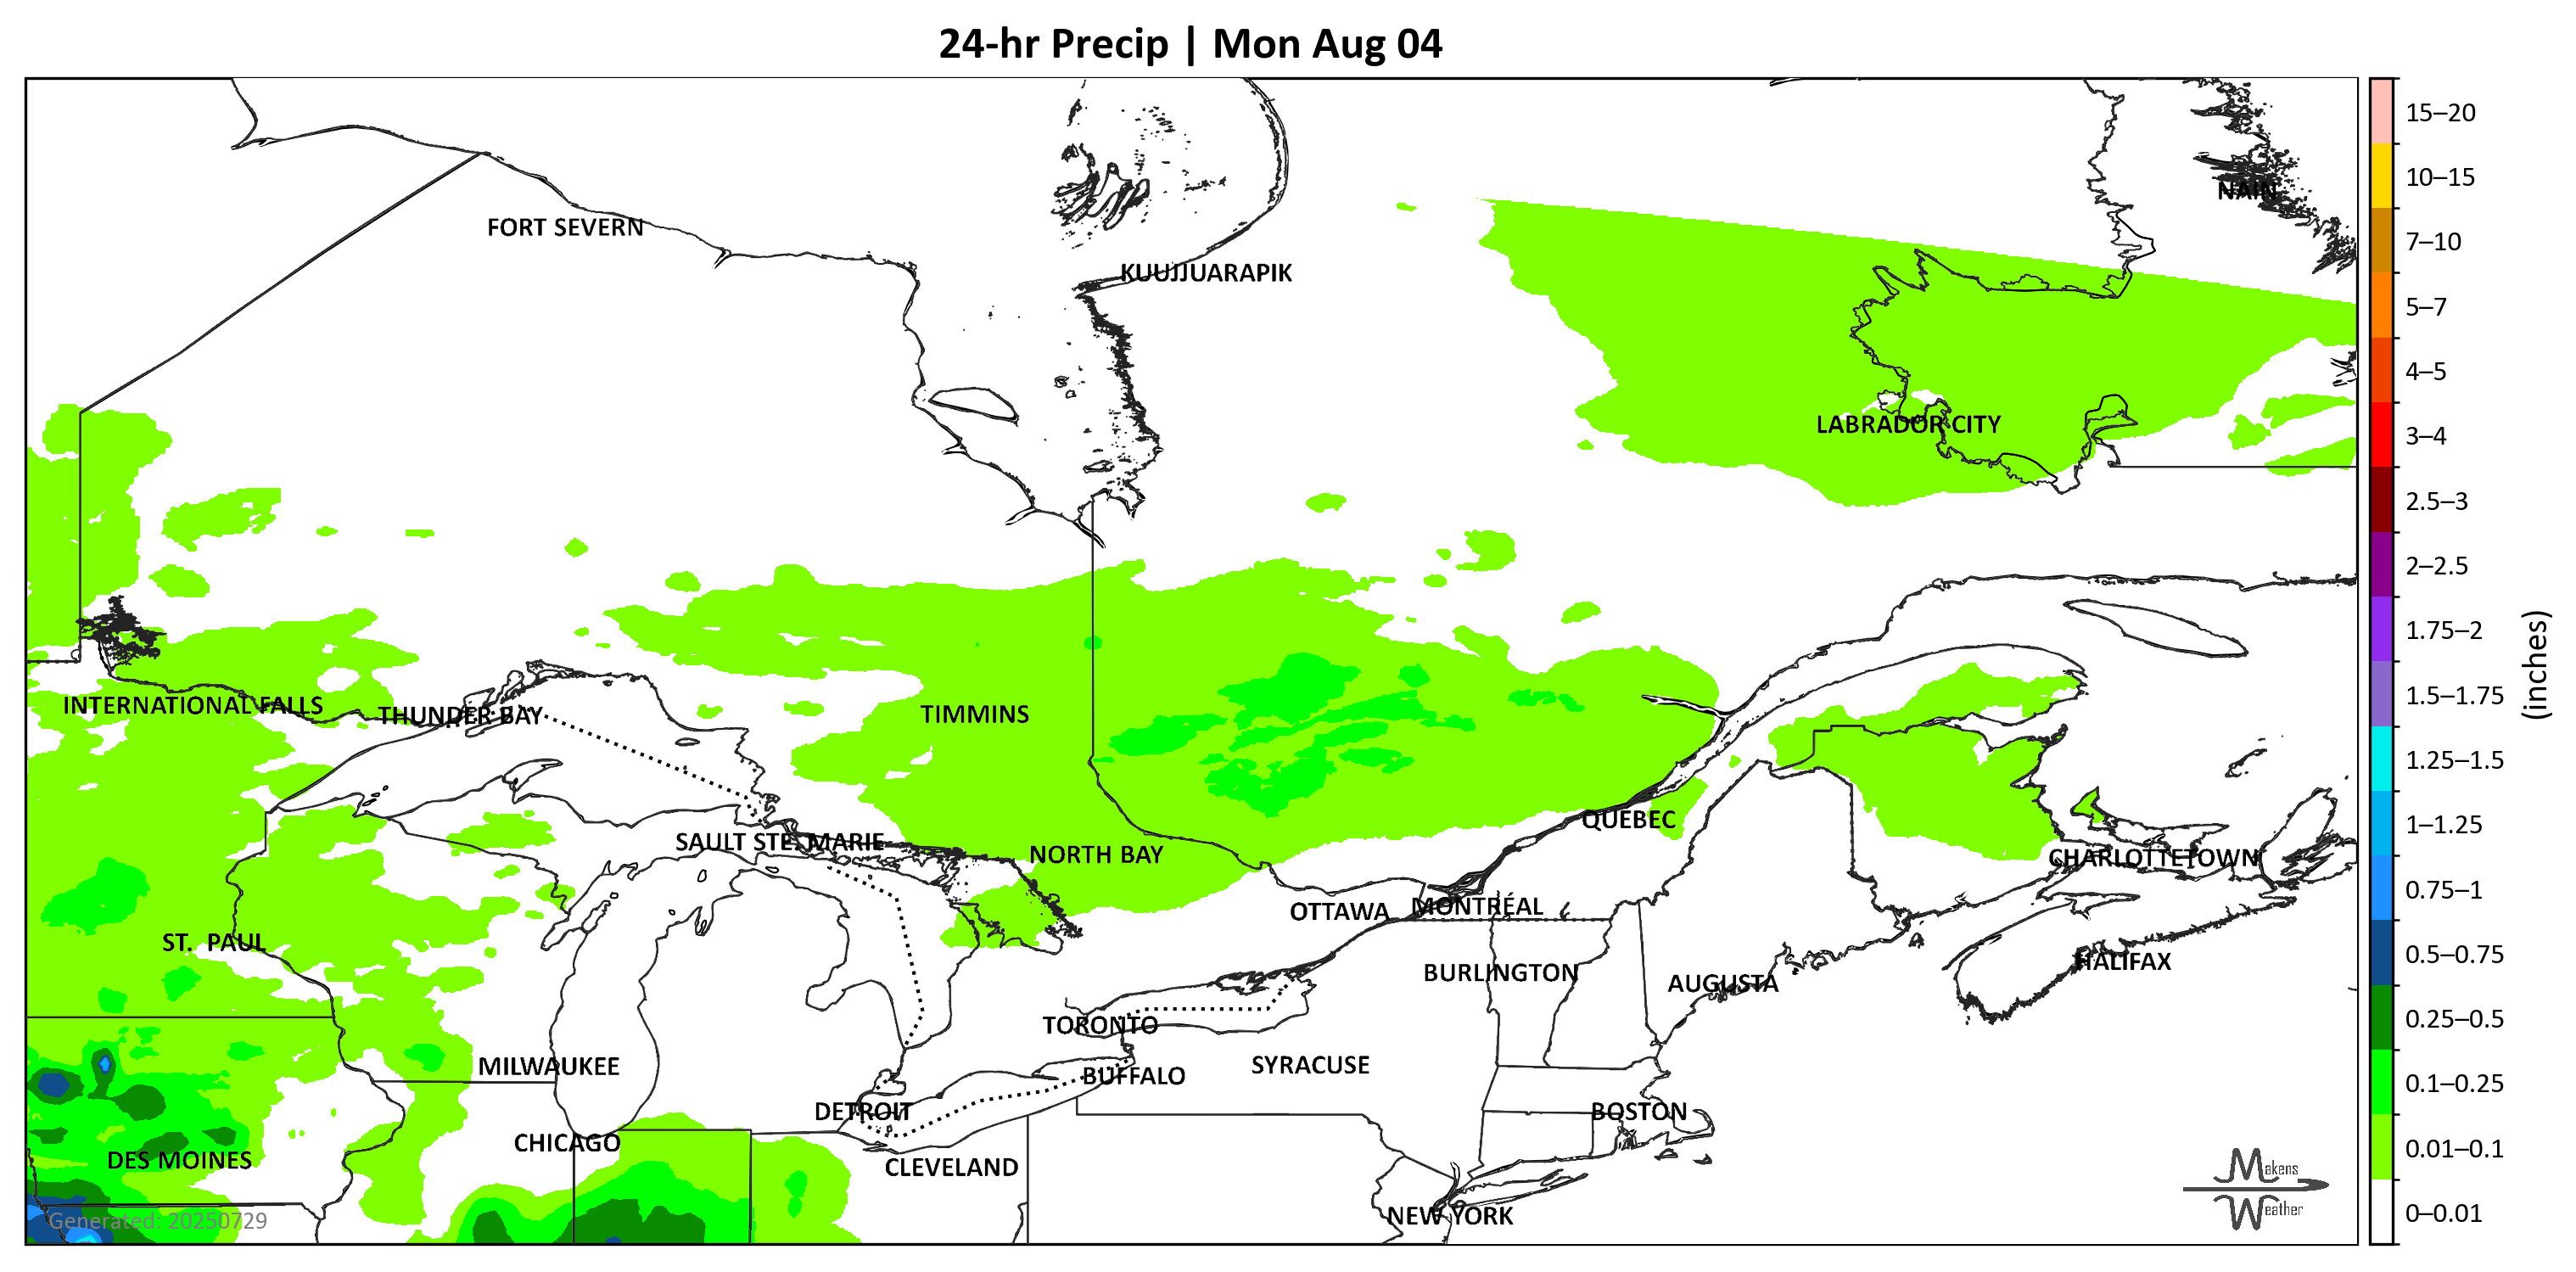 24-hr Precip | Mon Aug 04
FORT SEVERN
KUUJJUARAPIK
NAIN
LABRADOR CITY
INTERNATIONAL FALLS
THUNDER BAY
TIMMINS
SAULT STE. MARIE
NORTH BAY
QUEBEC
OTTAWA
MONTRÉAL
CHARLOTTETOWN
ST. PAUL
BURLINGTON
AUGUSTA
HALIFAX
TORONTO
MILWAUKEE
BUFFALO
SYRACUSE
DETROIT
BOSTON
CHICAGO
DES MOINES
CLEVELAND
NEW YORK
Generated: 20250729
Makens
Weather
15–20
10–15
7–10
5–7
4–5
3–4
2.5–3
2–2.5
1.75–2
1.5–1.75
1.25–1.5
1–1.25
0.75–1
0.5–0.75
0.25–0.5
0.1–0.25
0.01–0.1
0–0.01
(inches)